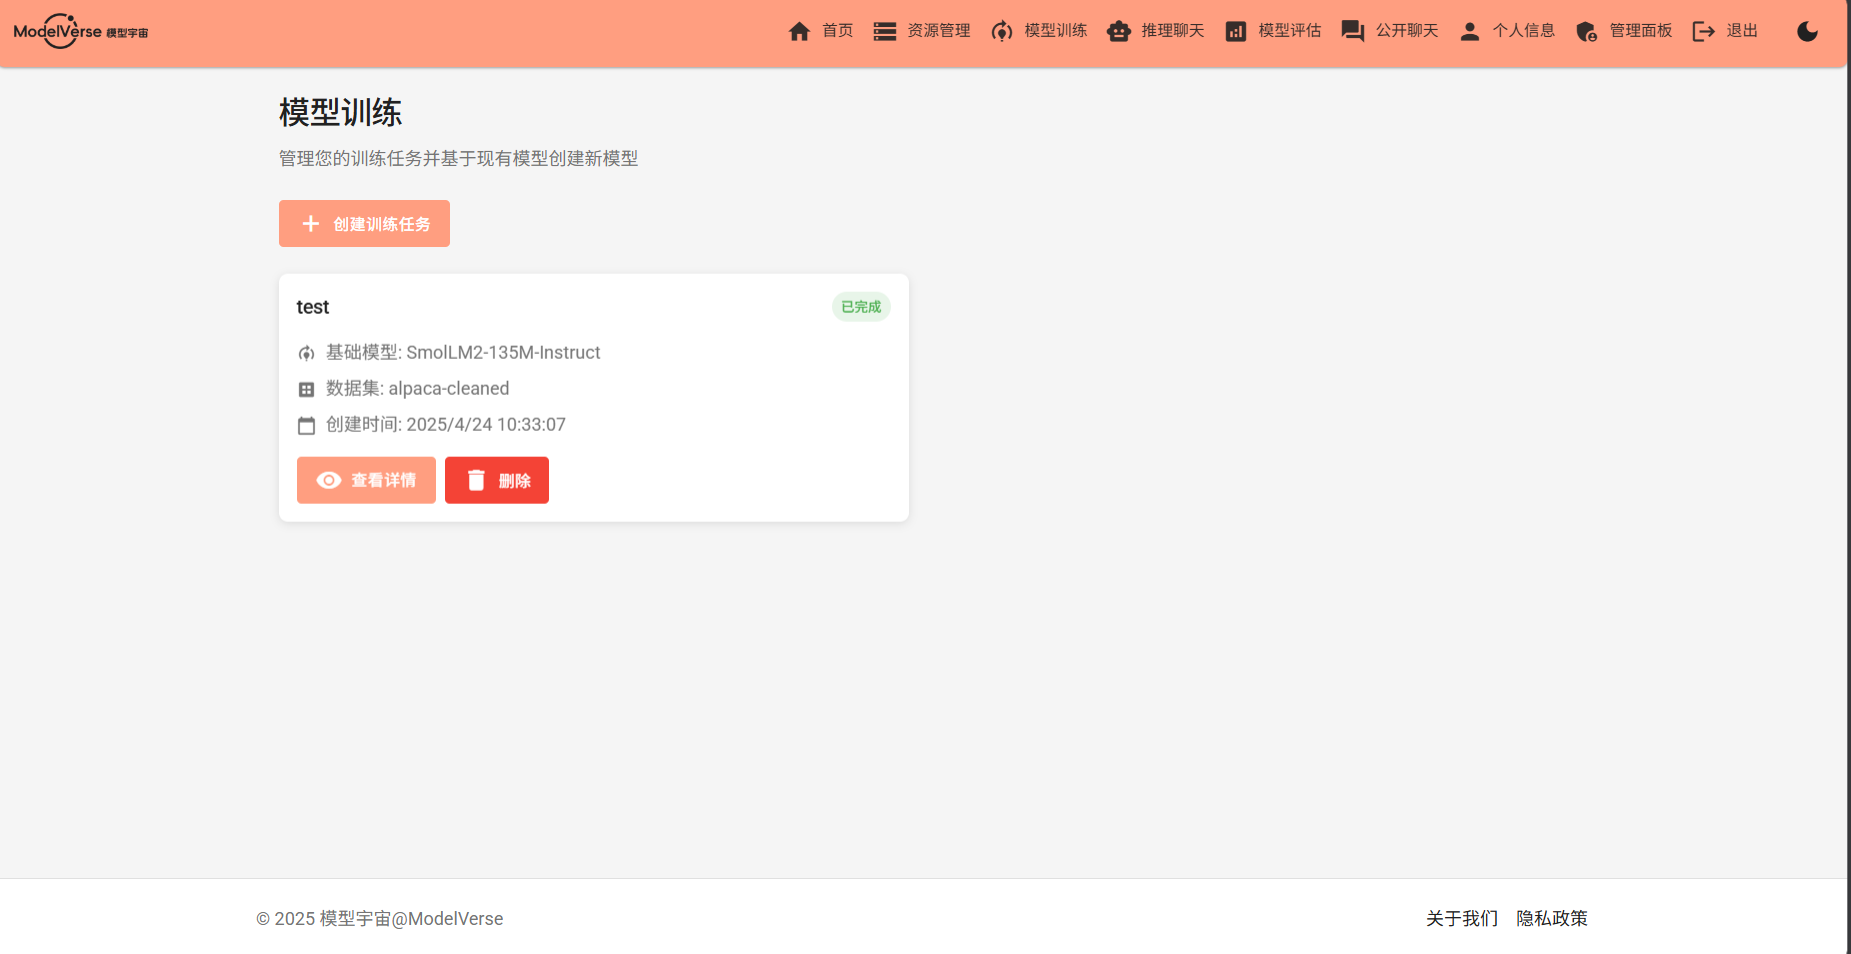 ModelVerse 模型宇宙
首页 资源管理 模型训练 推理聊天 模型评估 公开聊天 个人信息 管理面板 退出
模型训练
管理您的训练任务并基于现有模型创建新模型
创建训练任务
test 已完成
基础模型: SmolLM2-135M-Instruct
数据集: alpaca-cleaned
创建时间: 2025/4/24 10:33:07
查看详情 删除
© 2025 模型宇宙@ModelVerse 关于我们 隐私政策